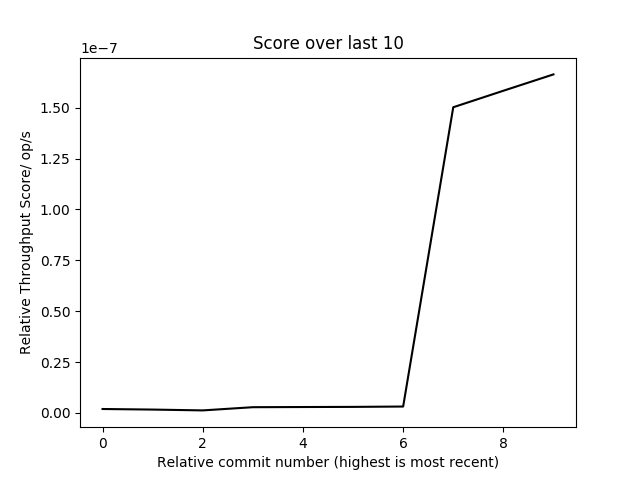 Score over last 10
1e−7
1.50
1.25
1.00
0.75
0.50
0.25
0.00
Relative Throughput Score/ op/s
0 2 4 6 8
Relative commit number (highest is most recent)